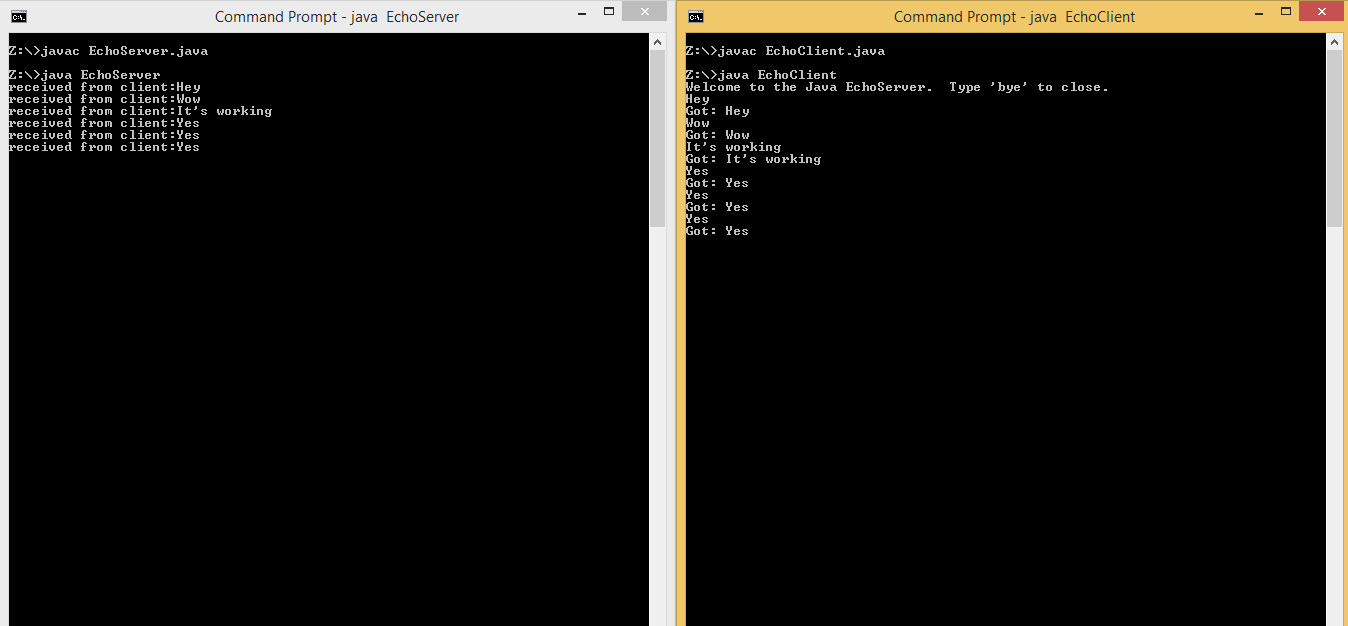 Command Prompt - java  EchoServer
Z:\>javac EchoServer.java
Z:\>java EchoServer
received from client:Hey
received from client:Wow
received from client:It's working
received from client:Yes
received from client:Yes
received from client:Yes
Command Prompt - java  EchoClient
Z:\>javac EchoClient.java
Z:\>java EchoClient
Welcome to the Java EchoServer.  Type 'bye' to close.
Hey
Got: Hey
Wow
Got: Wow
It's working
Got: It's working
Yes
Got: Yes
Yes
Got: Yes
Yes
Got: Yes